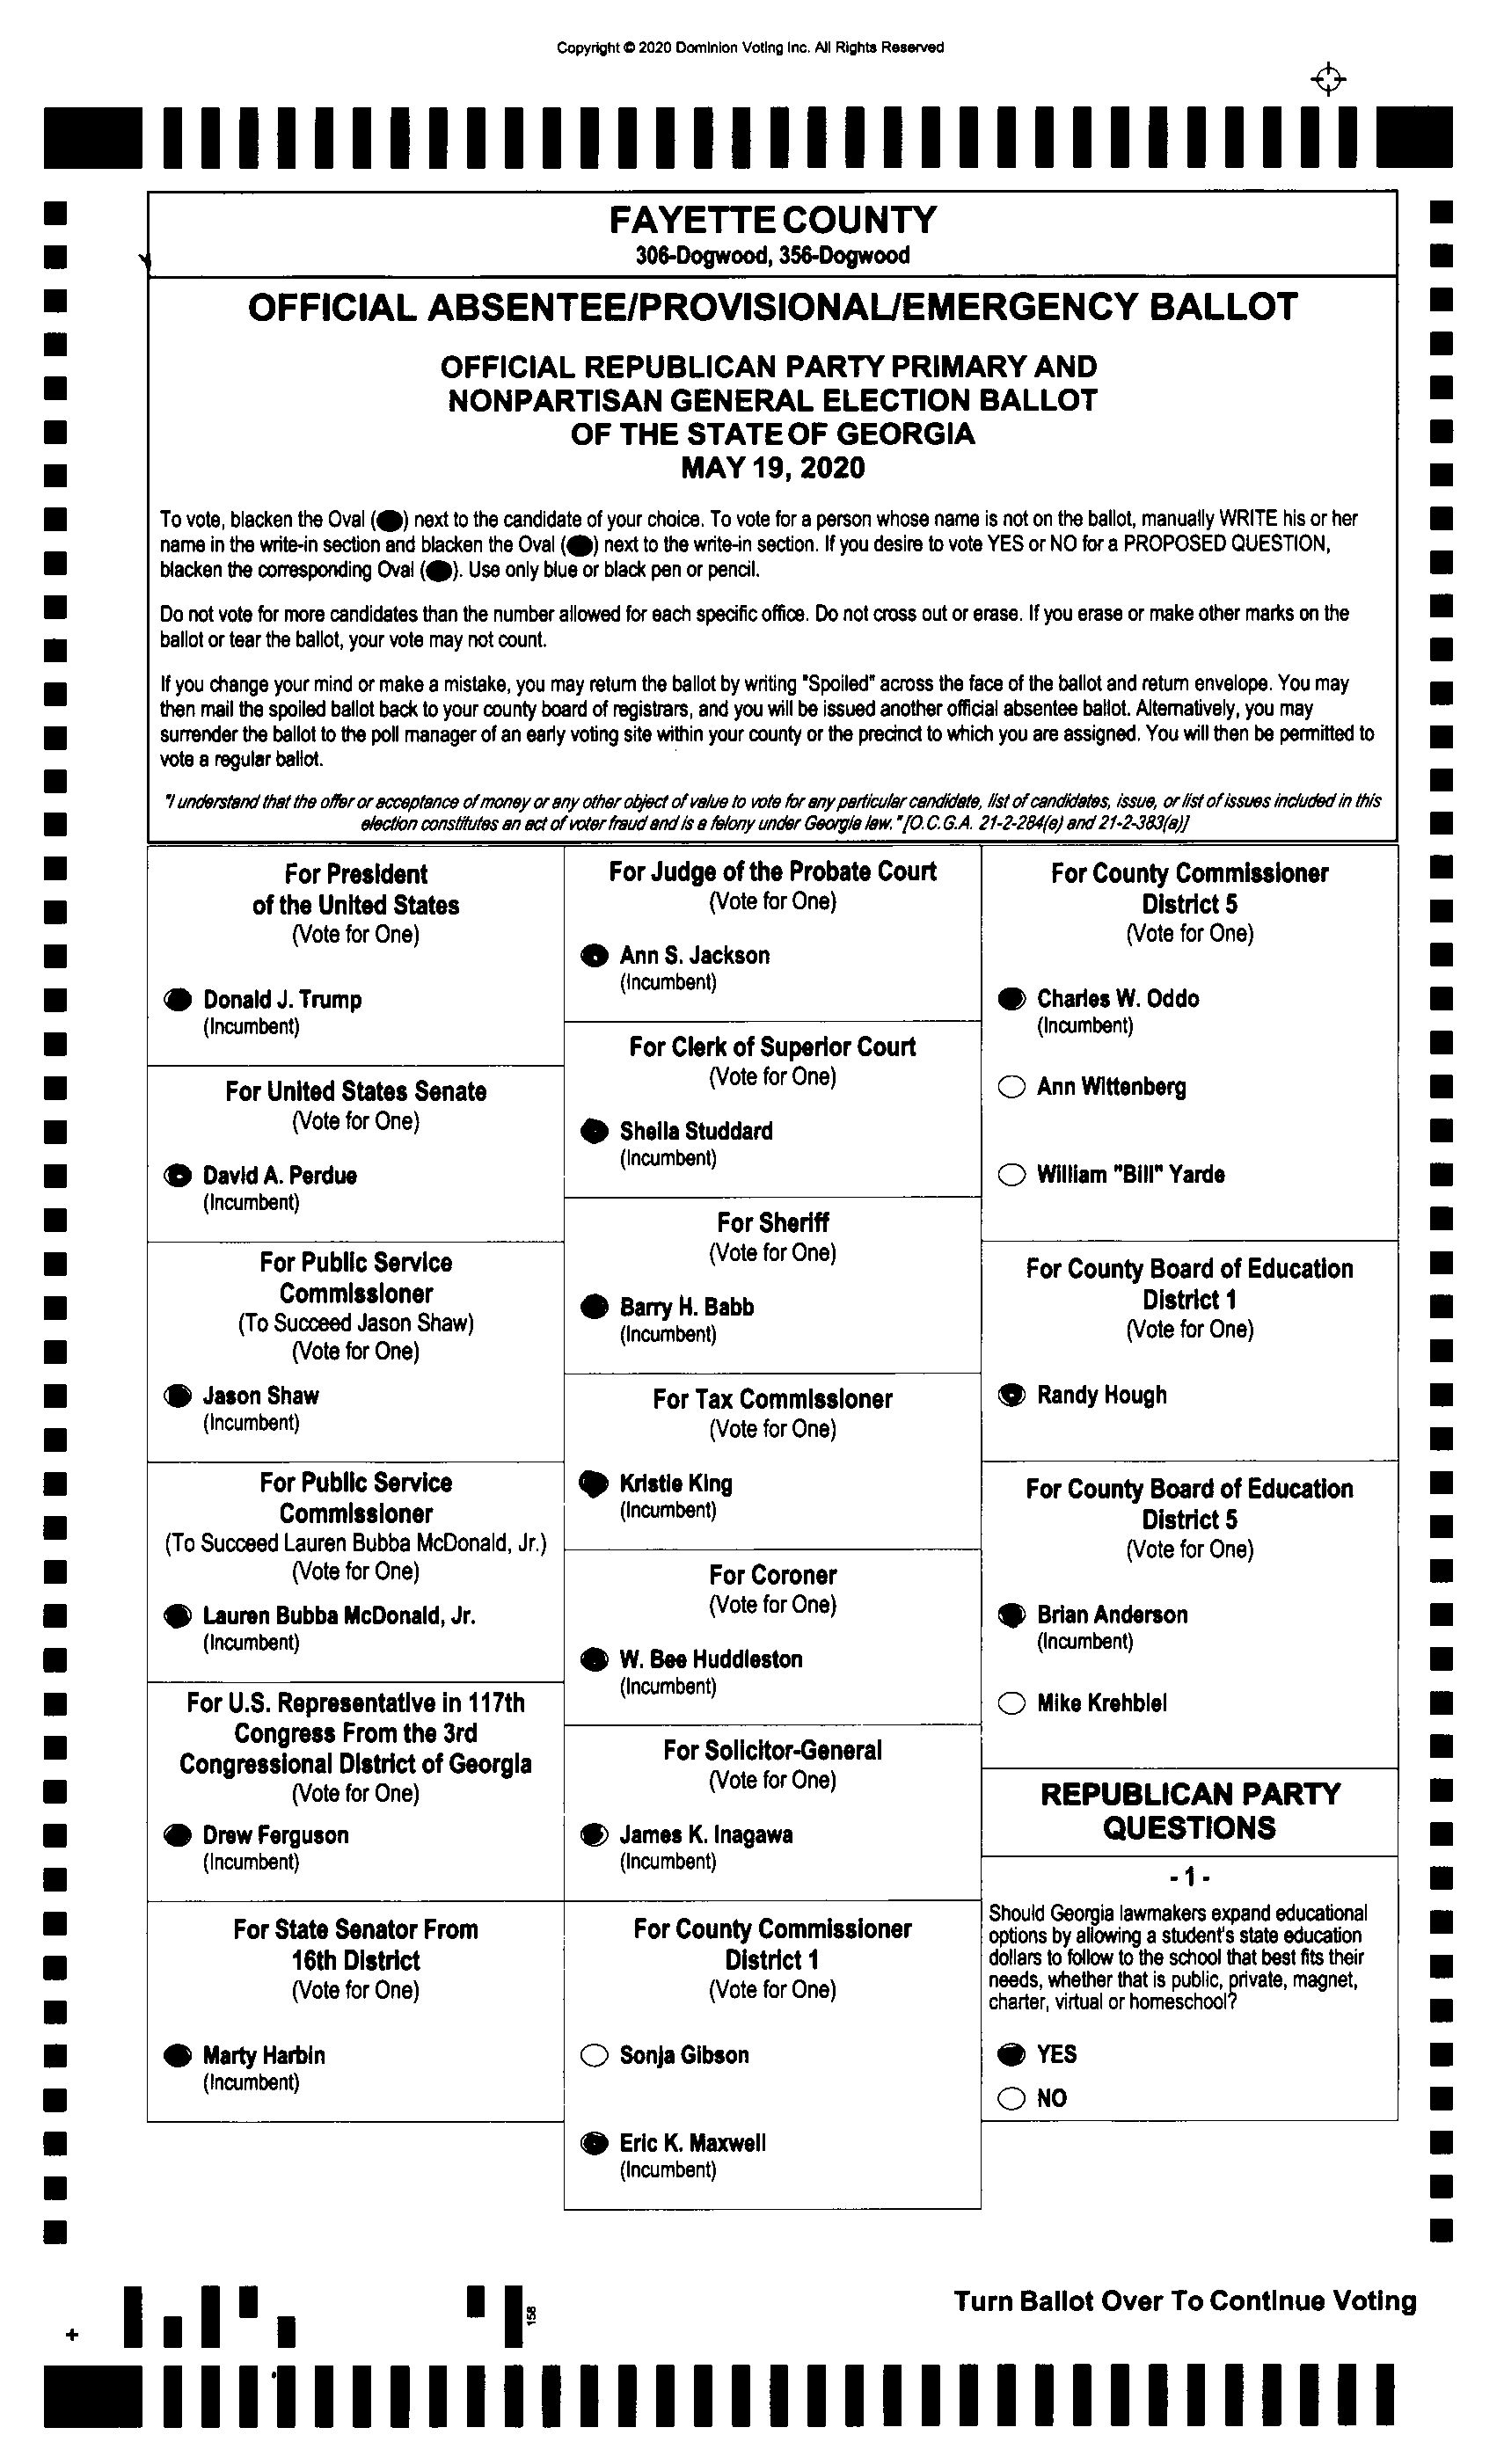 Copyright © 2020 Dominion Voting Inc. All Rights Reserved
FAYETTE COUNTY
306-Dogwood, 356-Dogwood
OFFICIAL ABSENTEE/PROVISIONAL/EMERGENCY BALLOT
OFFICIAL REPUBLICAN PARTY PRIMARY AND
NONPARTISAN GENERAL ELECTION BALLOT
OF THE STATE OF GEORGIA
MAY 19, 2020
To vote, blacken the Oval ( ) next to the candidate of your choice. To vote for a person whose name is not on the ballot, manually WRITE his or her
name in the write-in section and blacken the Oval ( ) next to the write-in section. If you desire to vote YES or NO for a PROPOSED QUESTION,
blacken the corresponding Oval ( ). Use only blue or black pen or pencil.
Do not vote for more candidates than the number allowed for each specific office. Do not cross out or erase. If you erase or make other marks on the
ballot or tear the ballot, your vote may not count.
If you change your mind or make a mistake, you may return the ballot by writing "Spoiled" across the face of the ballot and return envelope. You may
then mail the spoiled ballot back to your county board of registrars, and you will be issued another official absentee ballot. Alternatively, you may
surrender the ballot to the poll manager of an early voting site within your county or the precinct to which you are assigned. You will then be permitted to
vote a regular ballot.
"I understand that the offer or acceptance of money or any other object of value to vote for any particular candidate, list of candidates, issue, or list of issues included in this
election constitutes an act of voter fraud and is a felony under Georgia law." [O.C.G.A. 21-2-284(e) and 21-2-383(a)]
For President
of the United States
(Vote for One)
Donald J. Trump
(Incumbent)
For United States Senate
(Vote for One)
David A. Perdue
(Incumbent)
For Public Service
Commissioner
(To Succeed Jason Shaw)
(Vote for One)
Jason Shaw
(Incumbent)
For Public Service
Commissioner
(To Succeed Lauren Bubba McDonald, Jr.)
(Vote for One)
Lauren Bubba McDonald, Jr.
(Incumbent)
For U.S. Representative in 117th
Congress From the 3rd
Congressional District of Georgia
(Vote for One)
Drew Ferguson
(Incumbent)
For State Senator From
16th District
(Vote for One)
Marty Harbin
(Incumbent)
For Judge of the Probate Court
(Vote for One)
Ann S. Jackson
(Incumbent)
For Clerk of Superior Court
(Vote for One)
Sheila Studdard
(Incumbent)
For Sheriff
(Vote for One)
Barry H. Babb
(Incumbent)
For Tax Commissioner
(Vote for One)
Kristie King
(Incumbent)
For Coroner
(Vote for One)
W. Bee Huddleston
(Incumbent)
For Solicitor-General
(Vote for One)
James K. Inagawa
(Incumbent)
For County Commissioner
District 1
(Vote for One)
Sonja Gibson
Eric K. Maxwell
(Incumbent)
For County Commissioner
District 5
(Vote for One)
Charles W. Oddo
(Incumbent)
Ann Wittenberg
William "Bill" Yarde
For County Board of Education
District 1
(Vote for One)
Randy Hough
For County Board of Education
District 5
(Vote for One)
Brian Anderson
(Incumbent)
Mike Krehbiel
REPUBLICAN PARTY
QUESTIONS
- 1 -
Should Georgia lawmakers expand educational
options by allowing a student's state education
dollars to follow to the school that best fits their
needs, whether that is public, private, magnet,
charter, virtual or homeschool?
YES
NO
Turn Ballot Over To Continue Voting
158
+